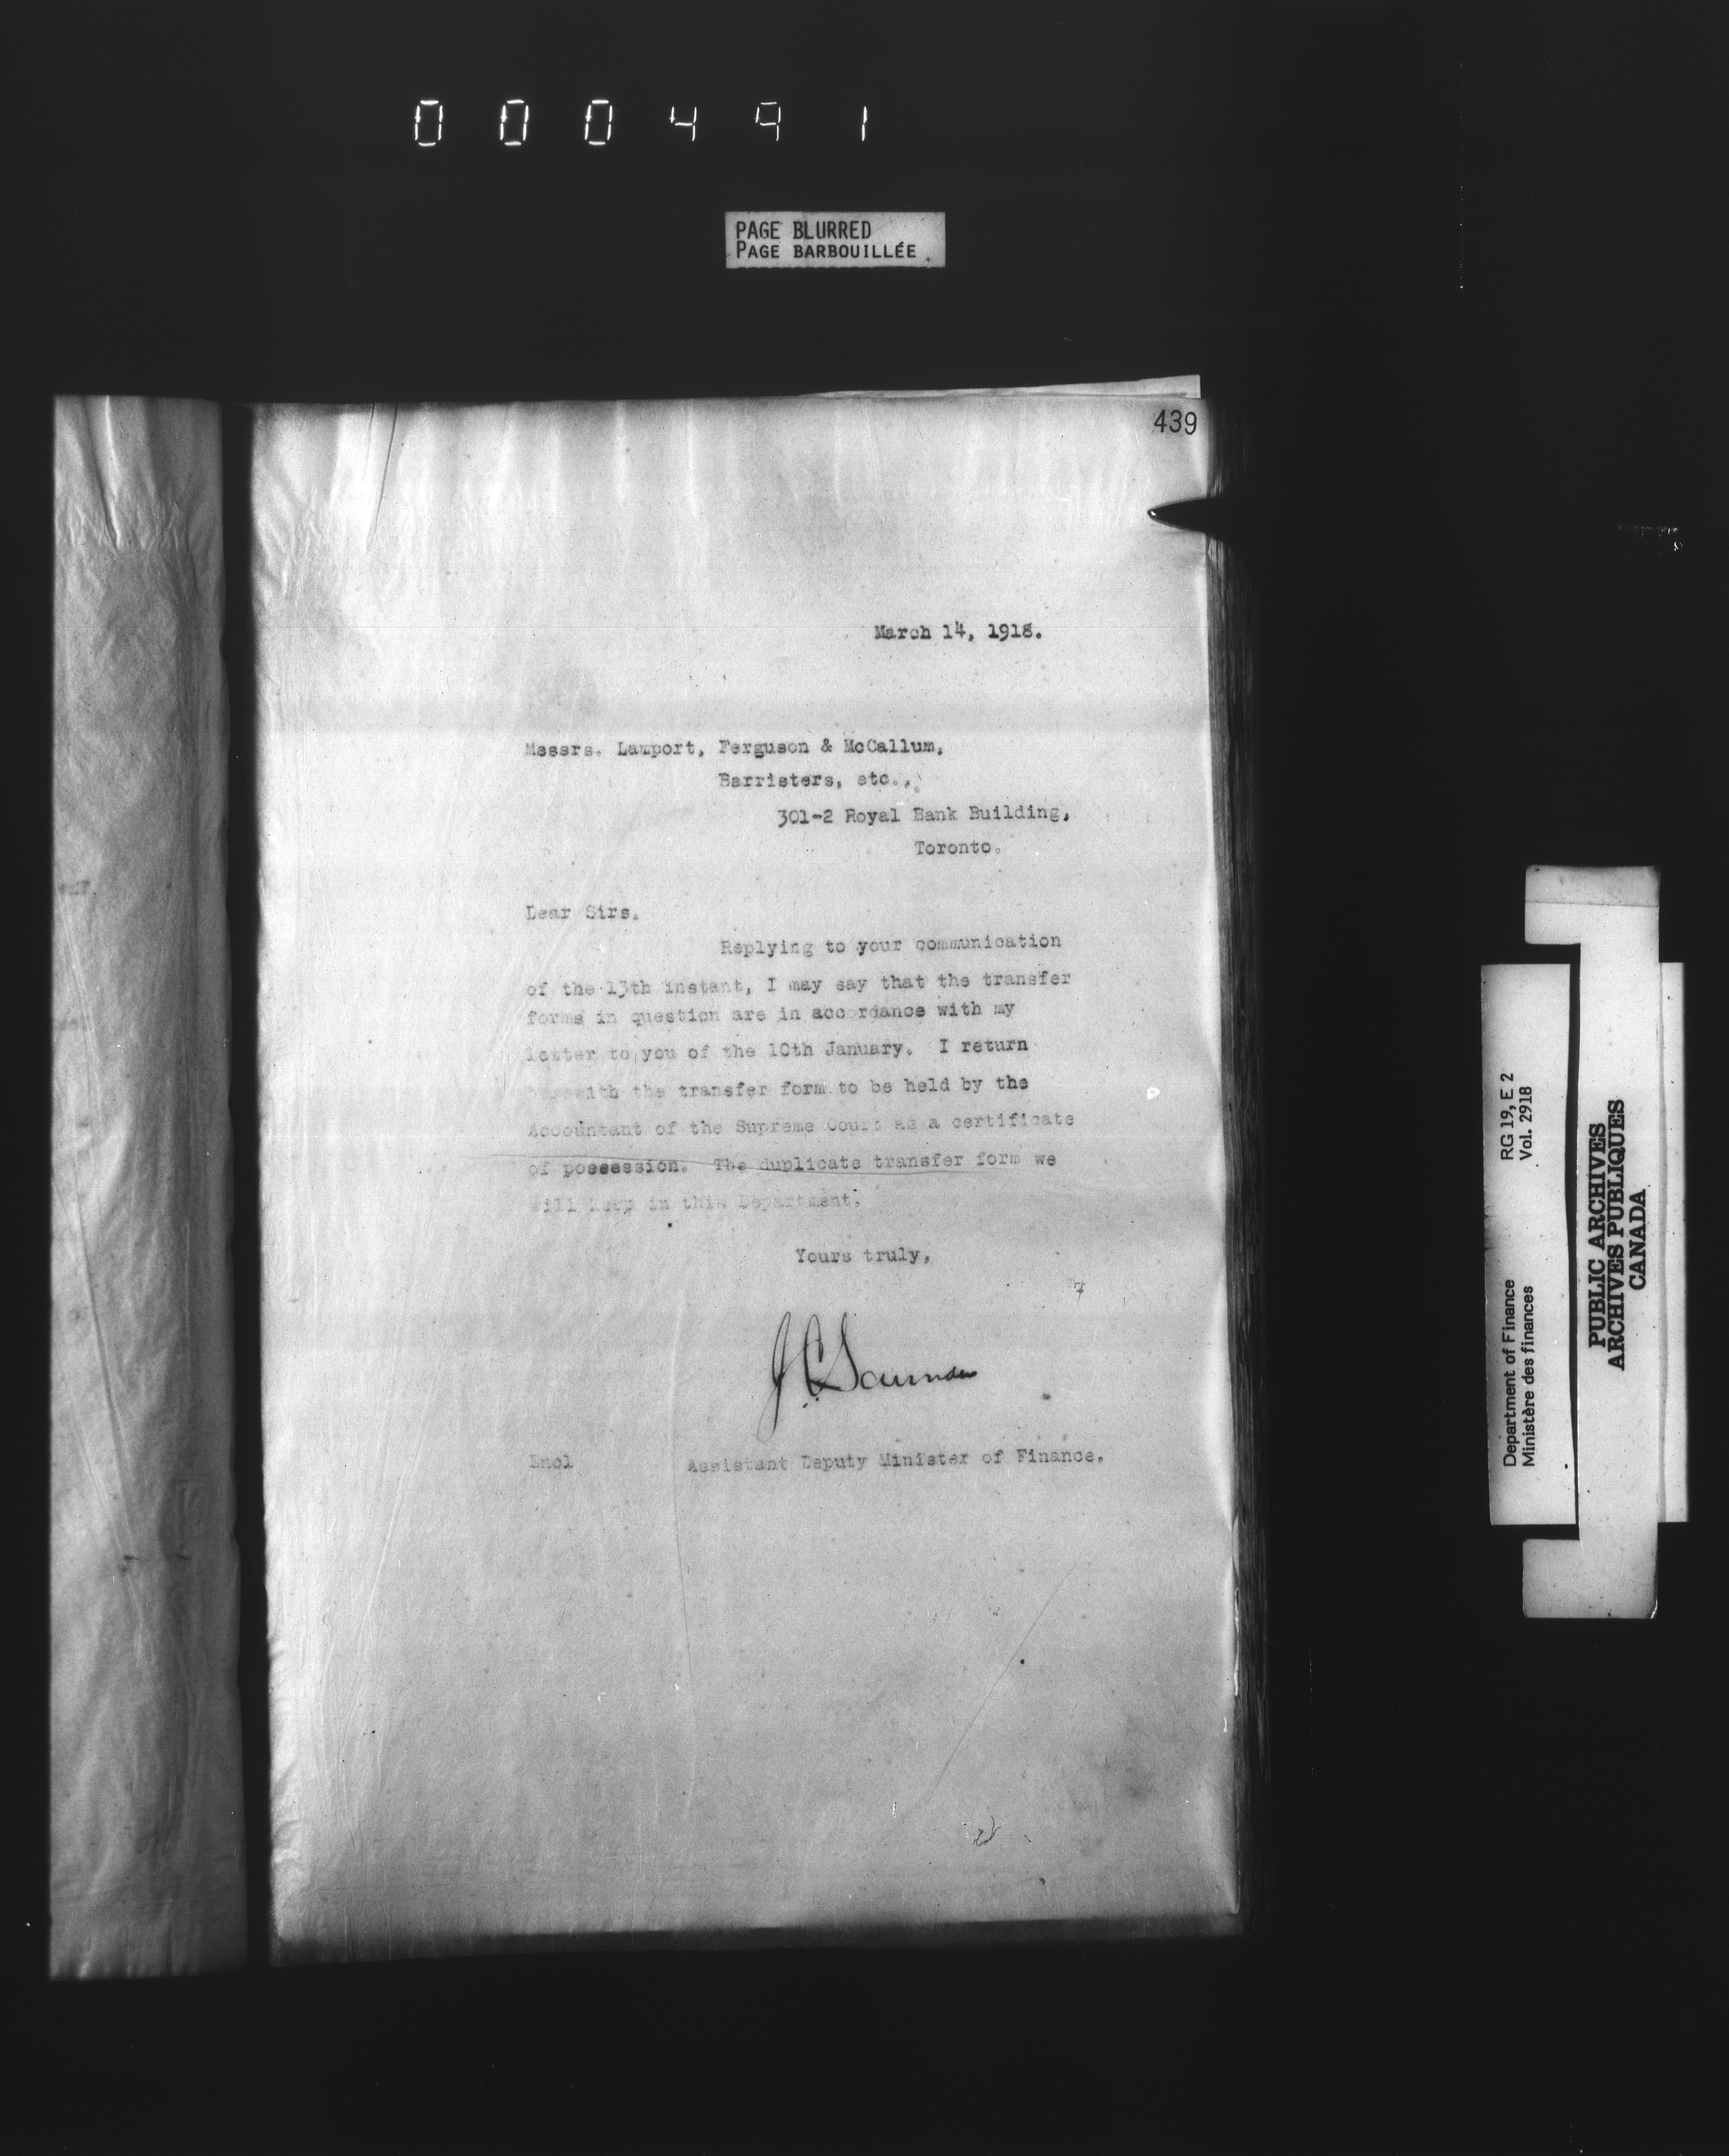 000491
PAGE BLURRED
PAGE BARBOUILLÉE
439
March 14, 1918.
Messrs. Lamport, Ferguson & McCallum,
Barristers, etc.,
301-2 Royal Bank Building,
Toronto.
Dear Sirs,
Replying to your communication
of the 13th instant, I may say that the transfer
forms in question are in accordance with my
letter to you of the 10th January. I return
herewith the transfer form to be held by the
Accountant of the Supreme Court as a certificate
of possession. The duplicate transfer form we
will keep in this Department.
Yours truly,
J.C. Saunders
Encl
Assistant Deputy Minister of Finance.
Department of Finance RG 19, E 2
Ministère des finances Vol. 2918
PUBLIC ARCHIVES
ARCHIVES PUBLIQUES
CANADA